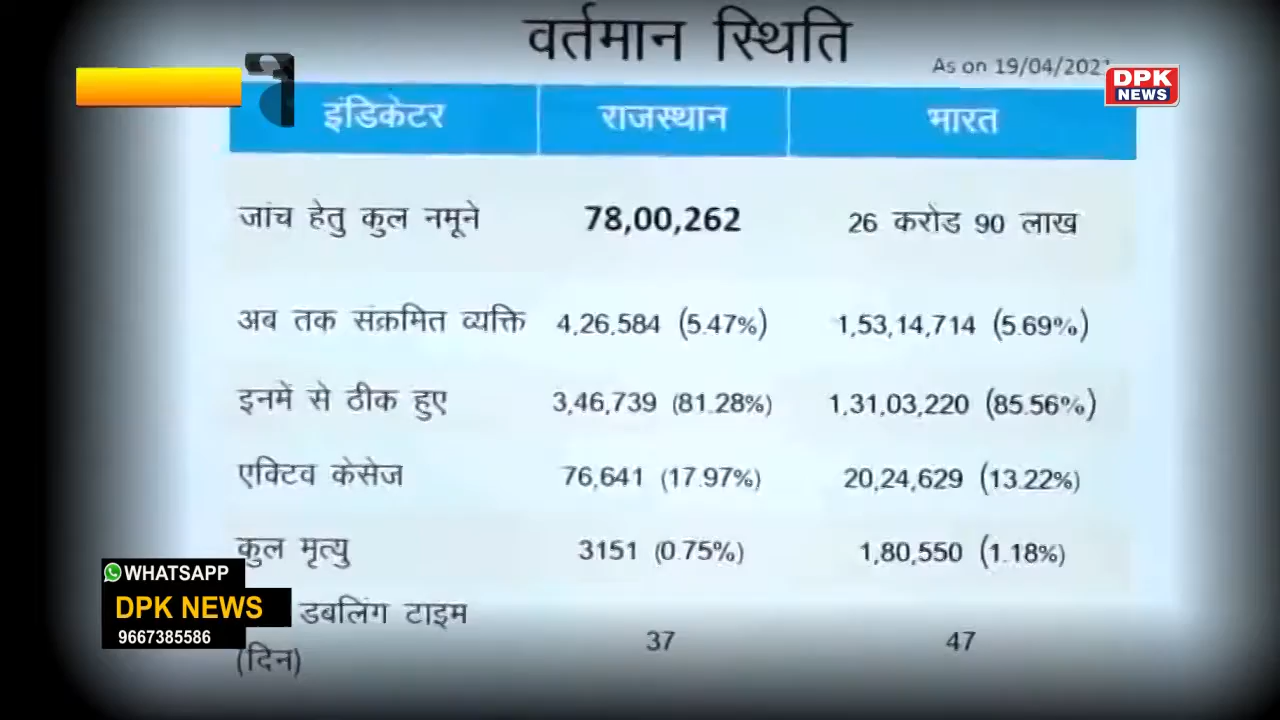 वर्तमान स्थिति
As on 19/04/2021
DPK
NEWS
इंडिकेटर राजस्थान भारत
जांच हेतु कुल नमूने 78,00,262 26 करोड 90 लाख
अब तक संक्रमित व्यक्ति 4,26,584 (5.47%) 1,53,14,714 (5.69%)
इनमें से ठीक हुए 3,46,739 (81.28%) 1,31,03,220 (85.56%)
एक्टिव केसेज 76,641 (17.97%) 20,24,629 (13.22%)
कुल मृत्यु 3151 (0.75%) 1,80,550 (1.18%)
डबलिंग टाइम
(दिन) 37 47
WHATSAPP
DPK NEWS
9667385586